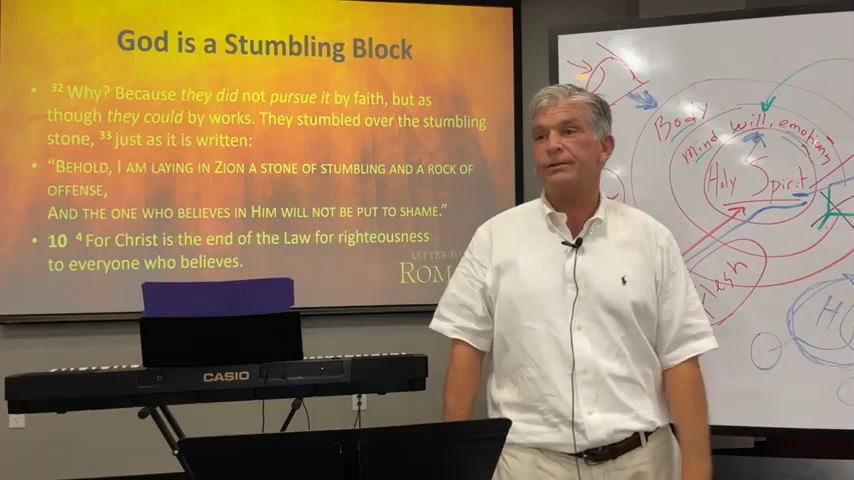 God is a Stumbling Block
• 32 Why? Because they did not pursue it by faith, but as
though they could by works. They stumbled over the stumbling
stone, 33 just as it is written:
• “BEHOLD, I AM LAYING IN ZION A STONE OF STUMBLING AND A ROCK OF
OFFENSE,
AND THE ONE WHO BELIEVES IN HIM WILL NOT BE PUT TO SHAME.”
• 10 4 For Christ is the end of the Law for righteousness
to everyone who believes.
LETTER TO
ROM
CASIO
Body
Mind will, emotions
Holy Spirit
Flesh
H